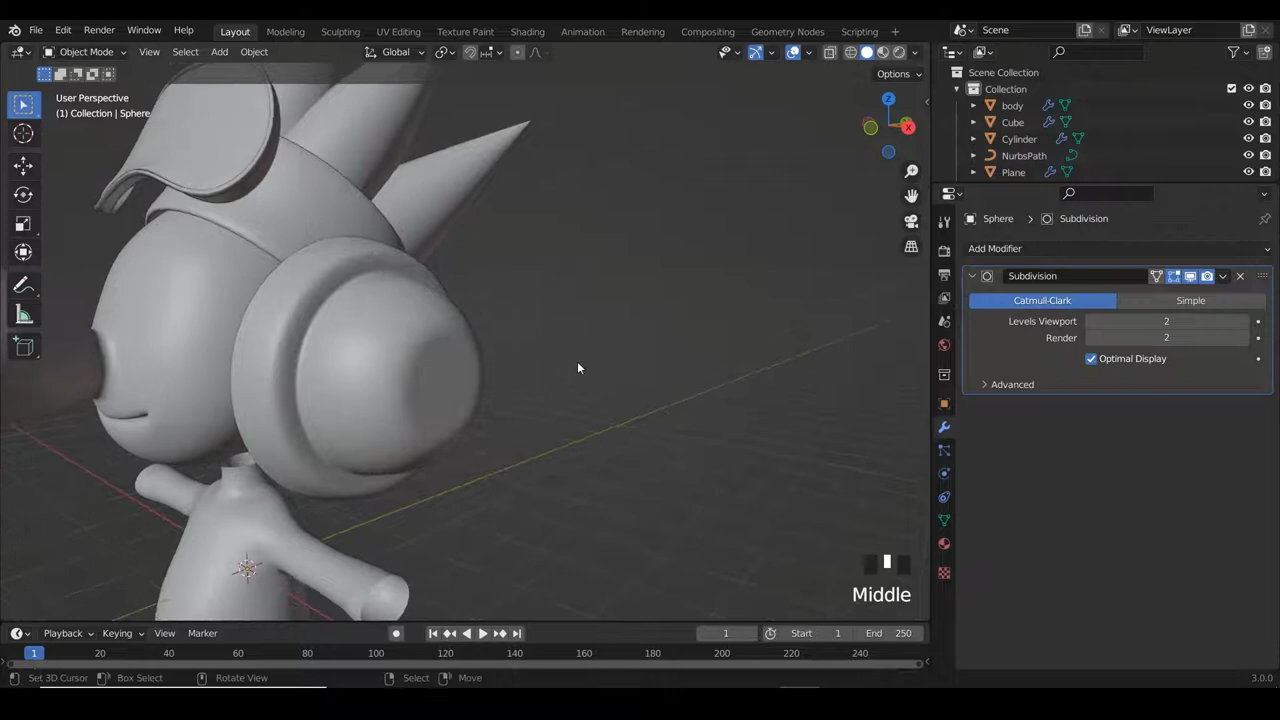 File Edit Render Window Help Layout Modeling Sculpting UV Editing Texture Paint Shading Animation Rendering Compositing Geometry Nodes Scripting + Scene ViewLayer
Object Mode View Select Add Object Global
Options
User Perspective
(1) Collection | Sphere
Z
X
Scene Collection
Collection
body
Cube
Cylinder
NurbsPath
Plane
Sphere > Subdivision
Add Modifier
Subdivision
Catmull-Clark Simple
Levels Viewport 2
Render 2
Optimal Display
Advanced
Middle
Playback Keying View Marker 1 Start 1 End 250
1 20 40 60 80 100 120 140 160 180 200 220 240
Set 3D Cursor Box Select Rotate View Select Move 3.0.0